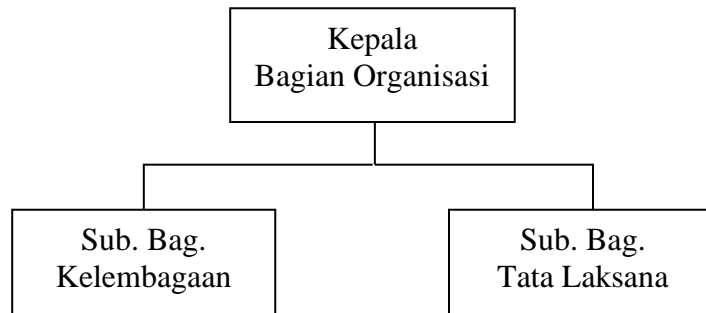 Kepala
Bagian Organisasi
Sub. Bag.
Kelembagaan
Sub. Bag.
Tata Laksana